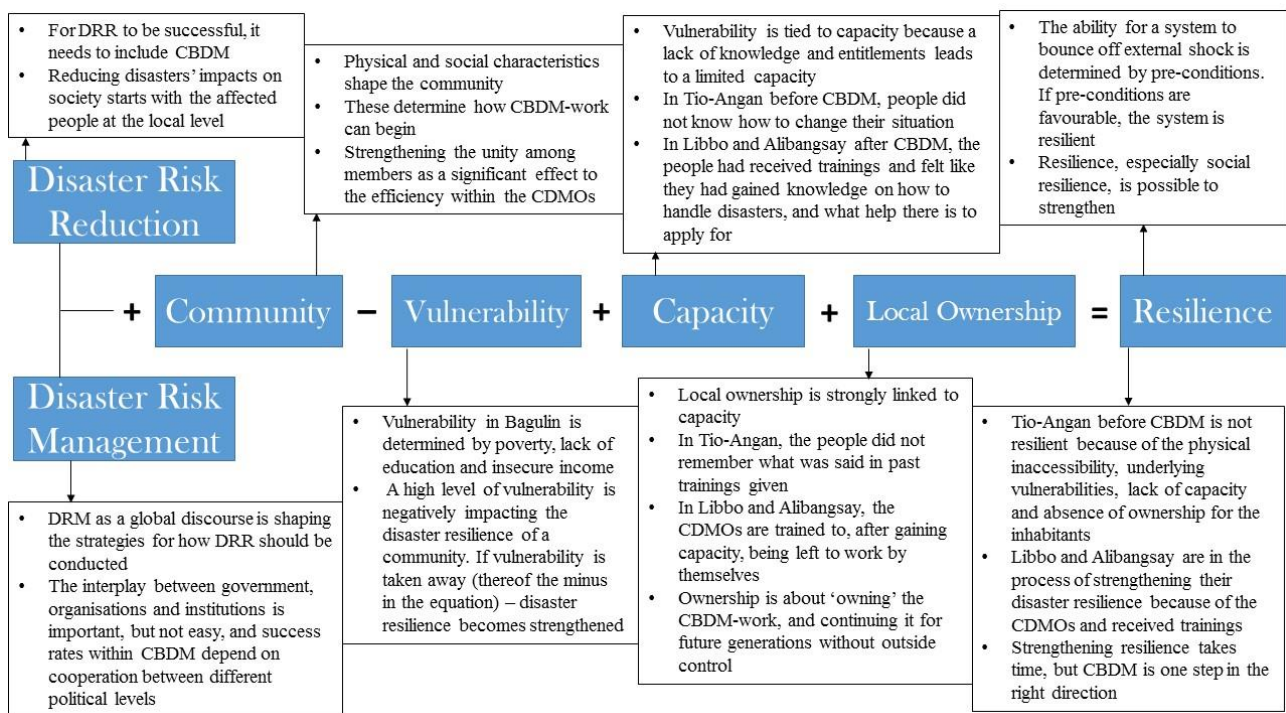 • For DRR to be successful, it
needs to include CBDM
• Reducing disasters' impacts on
society starts with the affected
people at the local level
• Physical and social characteristics
shape the community
• These determine how CBDM-work
can begin
• Strengthening the unity among
members as a significant effect to
the efficiency within the CDMOs
• Vulnerability is tied to capacity because a
lack of knowledge and entitlements leads
to a limited capacity
• In Tio-Angan before CBDM, people did
not know how to change their situation
• In Libbo and Alibangsay after CBDM, the
people had received trainings and felt like
they had gained knowledge on how to
handle disasters, and what help there is to
apply for
• The ability for a system to
bounce off external shock is
determined by pre-conditions.
If pre-conditions are
favourable, the system is
resilient
• Resilience, especially social
resilience, is possible to
strengthen
Disaster Risk
Reduction
+ Community – Vulnerability + Capacity + Local Ownership = Resilience
Disaster Risk
Management
• DRM as a global discourse is shaping
the strategies for how DRR should be
conducted
• The interplay between government,
organisations and institutions is
important, but not easy, and success
rates within CBDM depend on
cooperation between different
political levels
• Vulnerability in Bagulin is
determined by poverty, lack of
education and insecure income
• A high level of vulnerability is
negatively impacting the
disaster resilience of a
community. If vulnerability is
taken away (thereof the minus
in the equation) – disaster
resilience becomes strengthened
• Local ownership is strongly linked to
capacity
• In Tio-Angan, the people did not
remember what was said in past
trainings given
• In Libbo and Alibangsay, the
CDMOs are trained to, after gaining
capacity, being left to work by
themselves
• Ownership is about 'owning' the
CBDM-work, and continuing it for
future generations without outside
control
• Tio-Angan before CBDM is not
resilient because of the physical
inaccessibility, underlying
vulnerabilities, lack of capacity
and absence of ownership for the
inhabitants
• Libbo and Alibangsay are in the
process of strengthening their
disaster resilience because of the
CDMOs and received trainings
• Strengthening resilience takes
time, but CBDM is one step in the
right direction